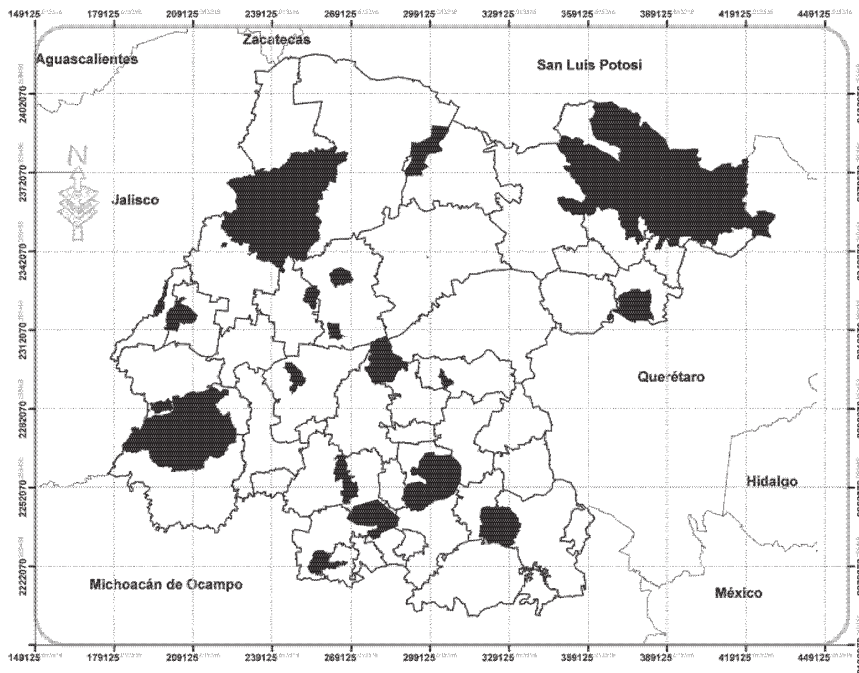 149125 179125 209125 239125 269125 299125 329125 359125 389125 419125 449125
Zacatecas
Aguascalientes
San Luis Potosi
2402070
N
2372070
Jalisco
2342070
2312070
Querétaro
2282070
Hidalgo
2252070
2222070
Michoacán de Ocampo
México
149125 179125 209125 239125 269125 299125 329125 359125 389125 419125 449125